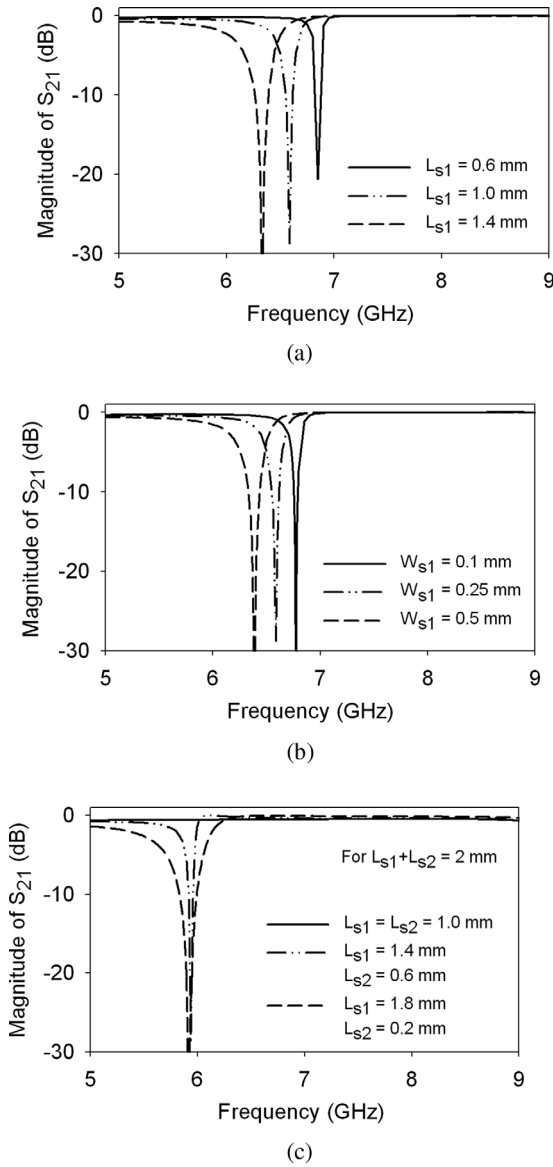 0
-10
-20
-30
Magnitude of S21 (dB)
Ls1 = 0.6 mm
Ls1 = 1.0 mm
Ls1 = 1.4 mm
5 6 7 8 9
Frequency (GHz)
(a)
0
-10
-20
-30
Magnitude of S21 (dB)
Ws1 = 0.1 mm
Ws1 = 0.25 mm
Ws1 = 0.5 mm
5 6 7 8 9
Frequency (GHz)
(b)
0
-10
-20
-30
Magnitude of S21 (dB)
For Ls1+Ls2 = 2 mm
Ls1 = Ls2 = 1.0 mm
Ls1 = 1.4 mm
Ls2 = 0.6 mm
Ls1 = 1.8 mm
Ls2 = 0.2 mm
5 6 7 8 9
Frequency (GHz)
(c)